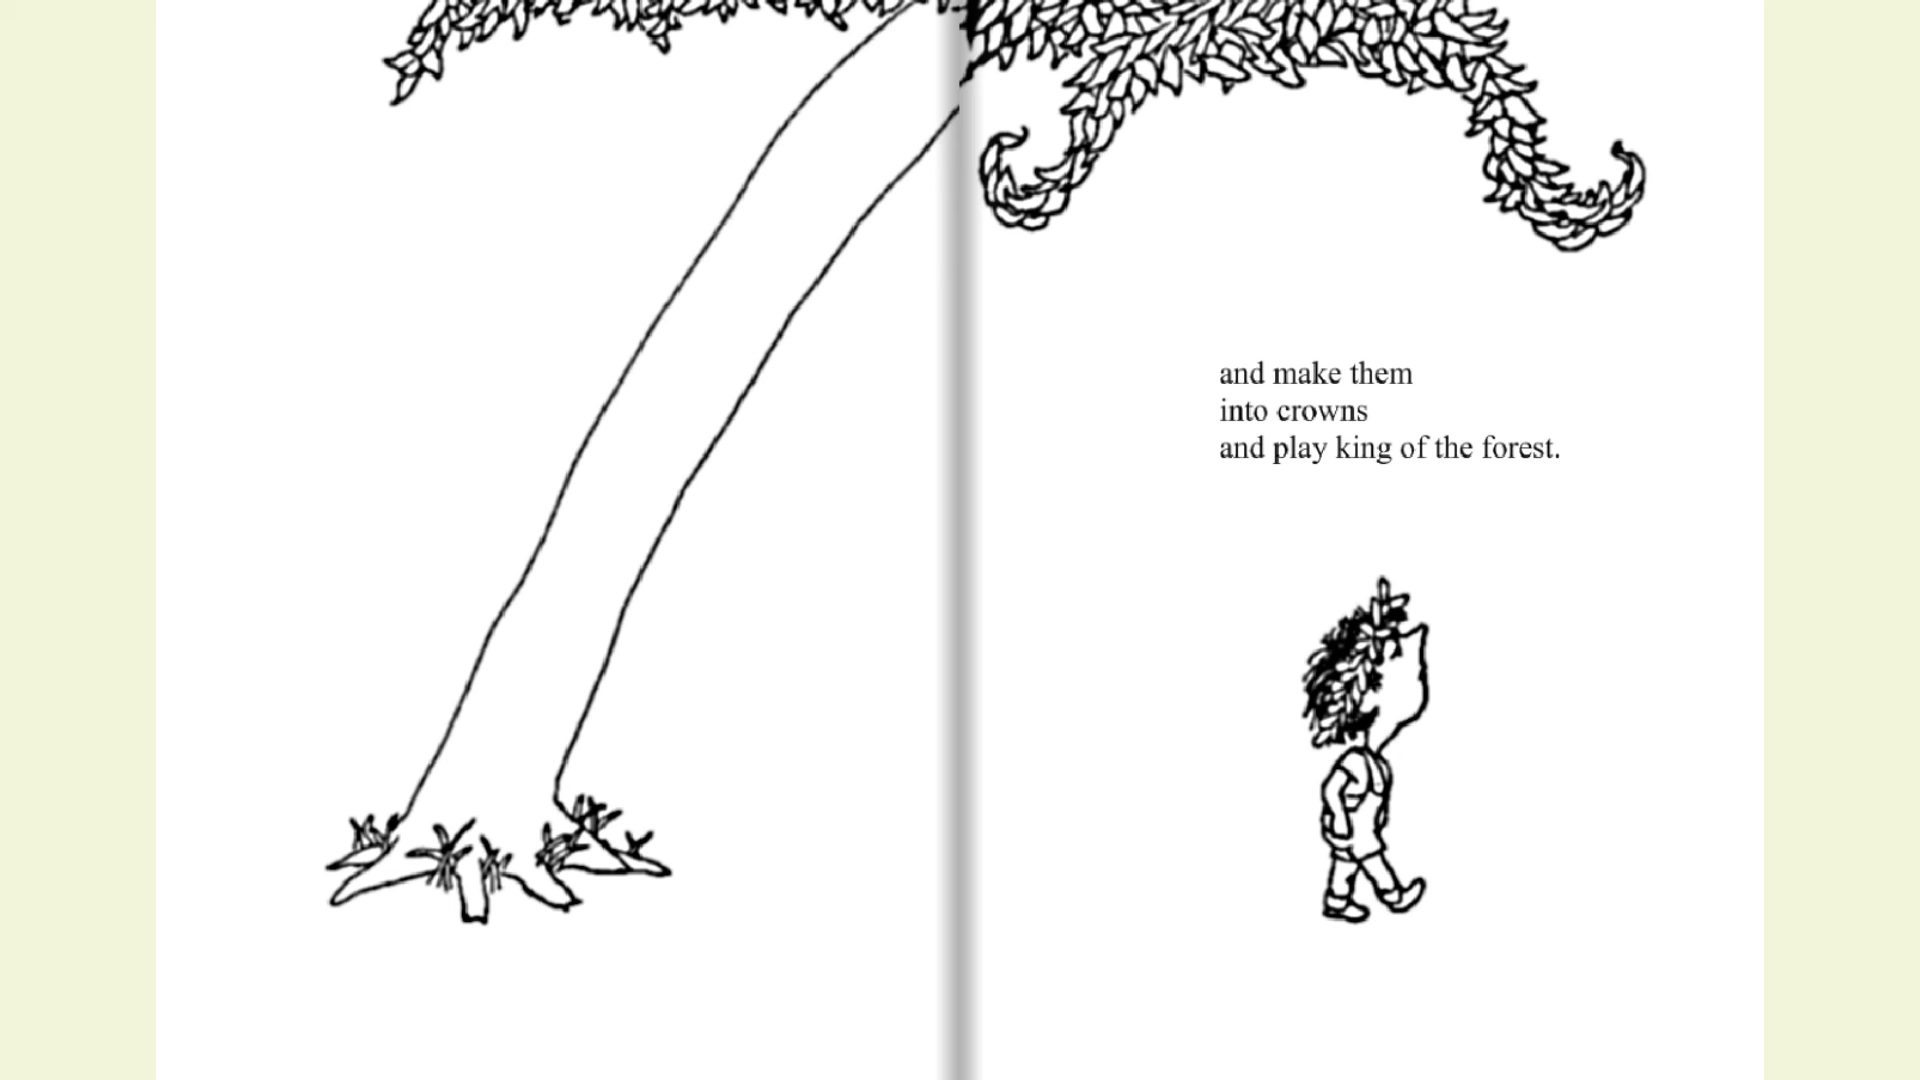 and make them
into crowns
and play king of the forest.